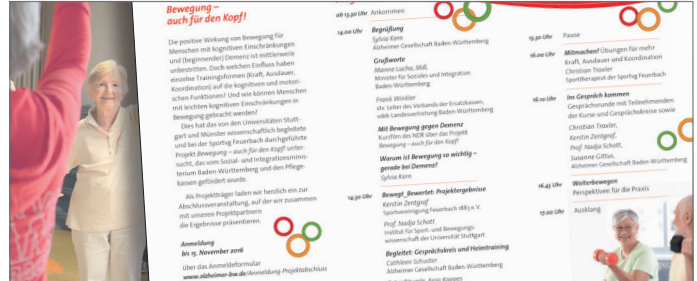 Bewegung –
auch für den Kopf!
Die positive Wirkung von Bewegung für
Menschen mit kognitiven Einschränkungen
und (beginnender) Demenz ist mittlerweile
unbestritten. Doch welchen Einfluss haben
einzelne Trainingsformen (Kraft, Ausdauer,
Koordination) auf die kognitiven und motori-
schen Funktionen? Und wie können Menschen
mit leichten kognitiven Einschränkungen in
Bewegung gebracht werden?
Dies hat das von den Universitäten Stutt-
gart und Münster wissenschaftlich begleitete
und bei der Sportvg Feuerbach durchgeführte
Projekt Bewegung – auch für den Kopf! unter-
sucht, das vom Sozial- und Integrationsminis-
terium Baden-Württemberg und den Pflege-
kassen gefördert wurde.
Als Projektträger laden wir herzlich ein zur
Abschlussveranstaltung, auf der wir zusammen
mit unseren Projektpartnern
die Ergebnisse präsentieren.
Anmeldung
bis 15. November 2016
über das Anmeldeformular
www.alzheimer-bw.de/Anmeldung-Projektabschluss
ab 13.30 Uhr Ankommen
14.00 Uhr Begrüßung
Sylvia Kern
Alzheimer Gesellschaft Baden-Württemberg
Grußworte
Manne Lucha, MdL
Minister für Soziales und Integration
Baden-Württemberg
Frank Winkler
stv. Leiter des Verbands der Ersatzkassen,
vdek-Landesvertretung Baden-Württemberg
Mit Bewegung gegen Demenz
Kurzfilm des NDR über das Projekt
Bewegung – auch für den Kopf!
Warum ist Bewegung so wichtig –
gerade bei Demenz?
Sylvia Kern
14.30 Uhr Bewegt_Bewertet: Projektergebnisse
Kerstin Zentgraf
Sportvereinigung Feuerbach 1883 e.V.
Prof. Nadja Schott
Institut für Sport- und Bewegungs-
wissenschaft der Universität Stuttgart
Begleitet: Gesprächskreis und Heimtraining
Cathleen Schuster
Alzheimer Gesellschaft Baden-Württemberg
15.30 Uhr Pause
16.00 Uhr Mitmachen! Übungen für mehr
Kraft, Ausdauer und Koordination
Christian Traxler
Sporttherapeut der Sportvg Feuerbach
16.10 Uhr Ins Gespräch kommen
Gesprächsrunde mit Teilnehmenden
der Kurse und Gesprächskreise sowie
Christian Traxler,
Kerstin Zentgraf,
Prof. Nadja Schott,
Susanne Gittus,
Alzheimer Gesellschaft Baden-Württemberg
16.45 Uhr Weiterbewegen
Perspektiven für die Praxis
17.00 Uhr Ausklang